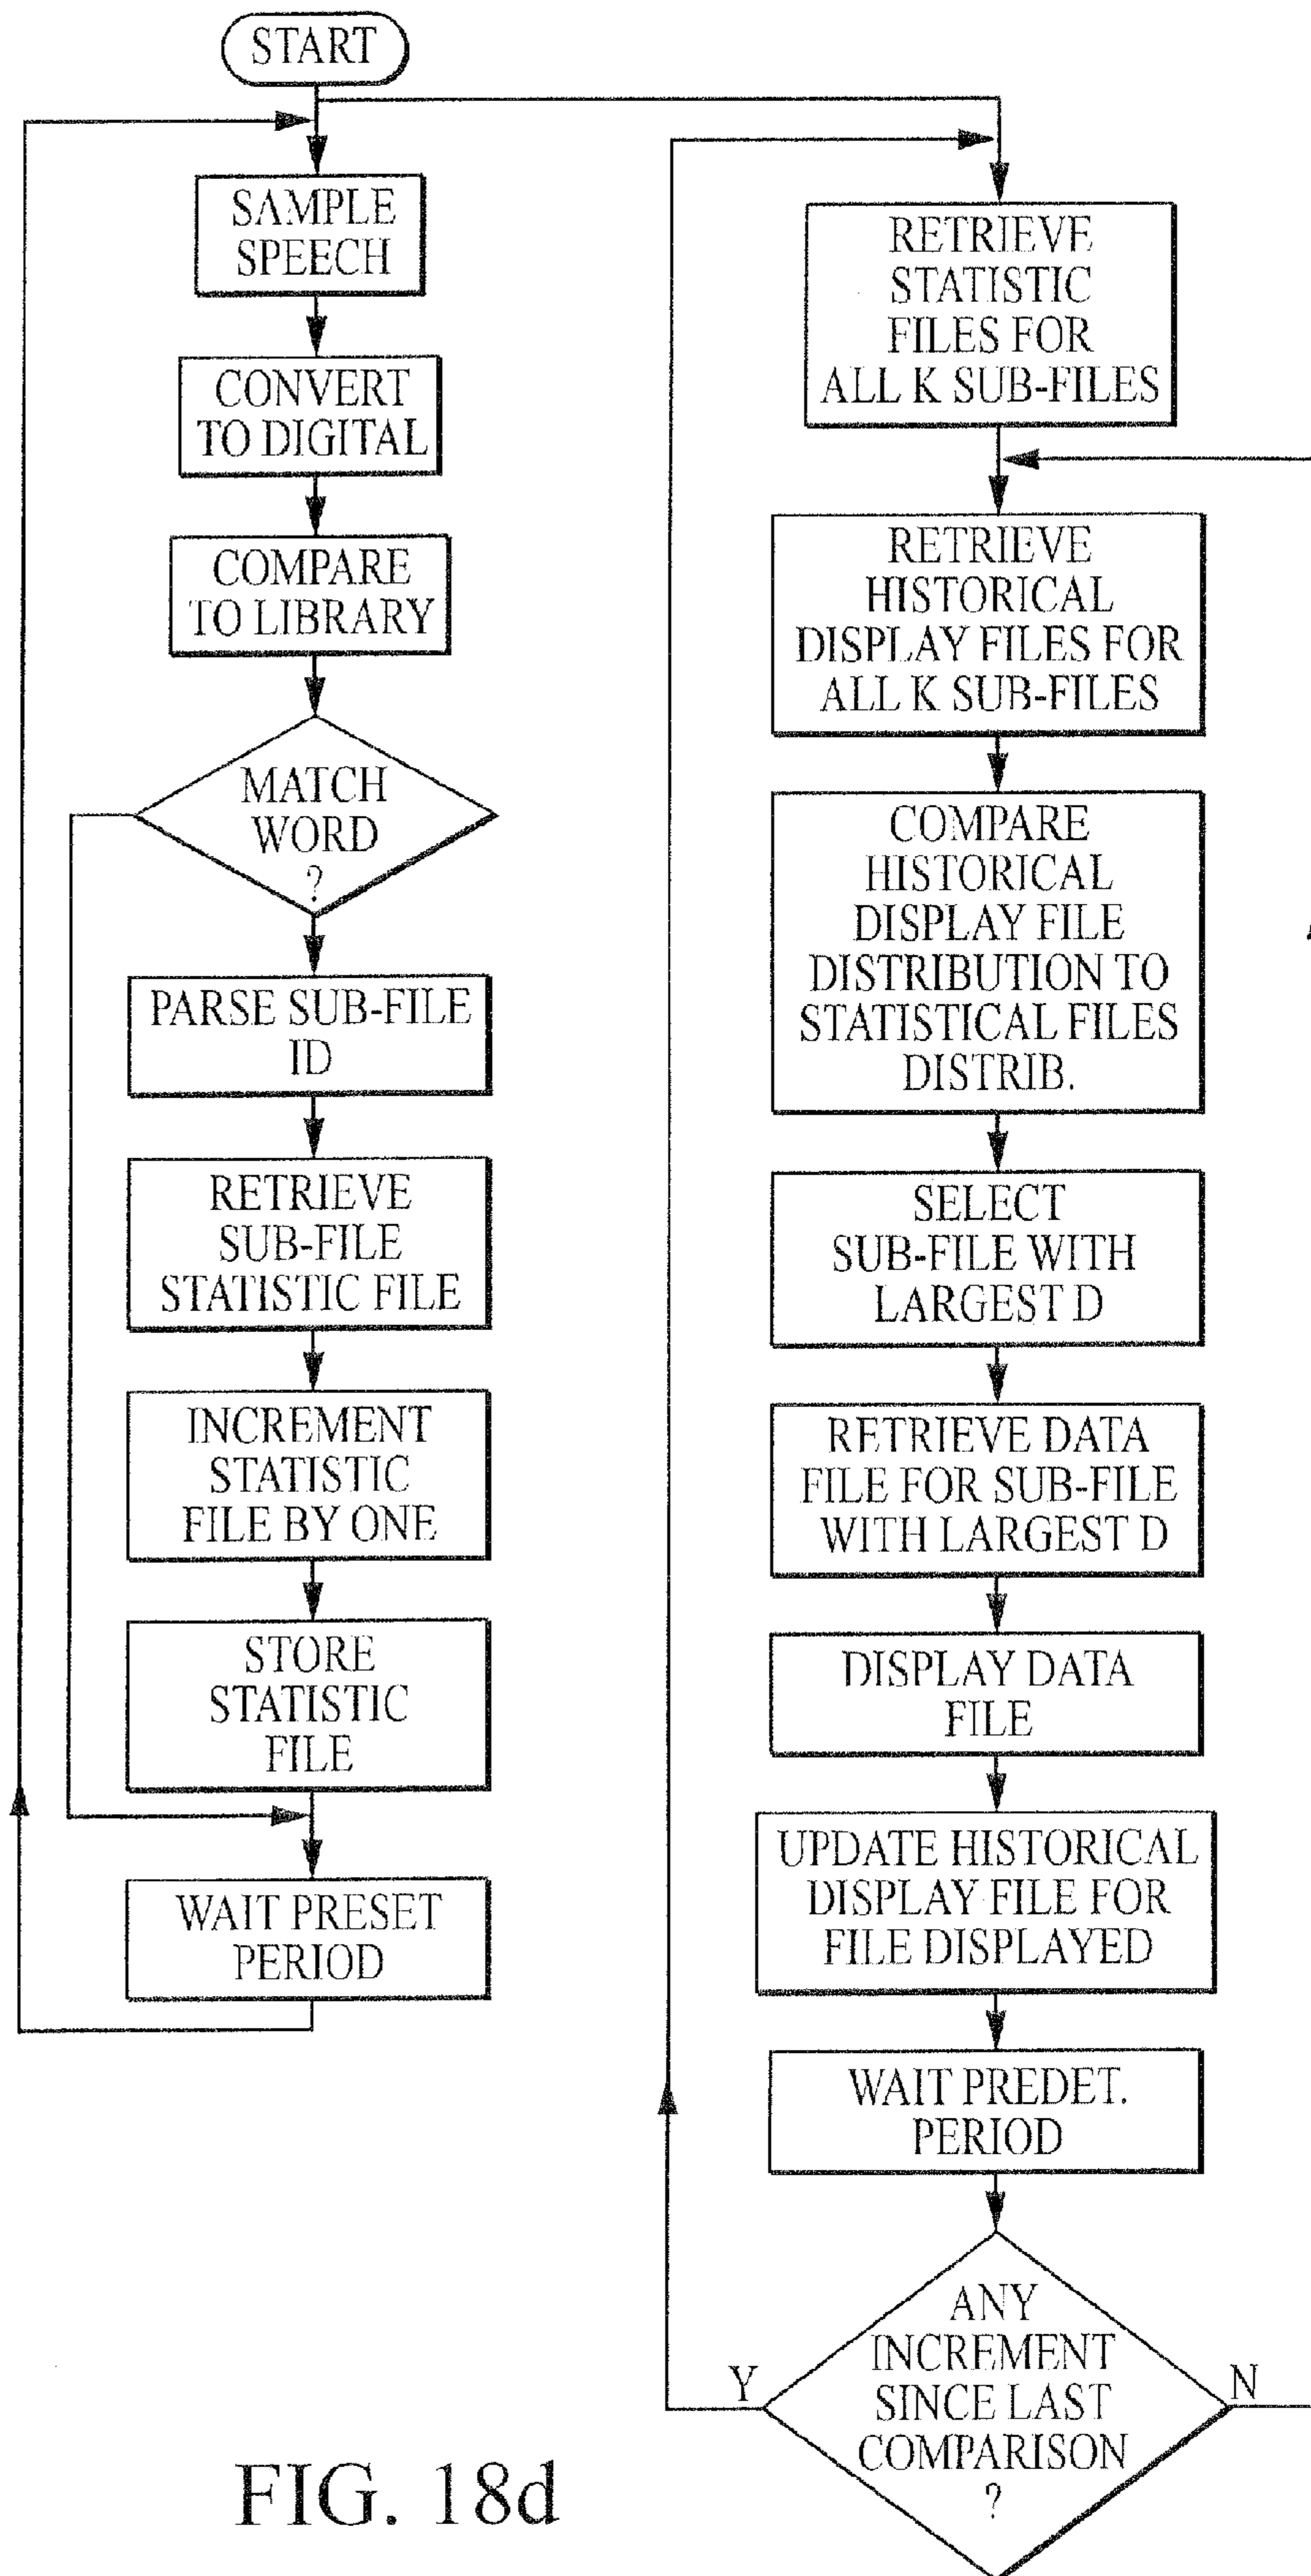 START
SAMPLE
SPEECH
CONVERT
TO DIGITAL
COMPARE
TO LIBRARY
MATCH
WORD
?
PARSE SUB-FILE
ID
RETRIEVE
SUB-FILE
STATISTIC FILE
INCREMENT
STATISTIC
FILE BY ONE
STORE
STATISTIC
FILE
WAIT PRESET
PERIOD
RETRIEVE
STATISTIC
FILES FOR
ALL K SUB-FILES
RETRIEVE
HISTORICAL
DISPLAY FILES FOR
ALL K SUB-FILES
COMPARE
HISTORICAL
DISPLAY FILE
DISTRIBUTION TO
STATISTICAL FILES
DISTRIB.
SELECT
SUB-FILE WITH
LARGEST D
RETRIEVE DATA
FILE FOR SUB-FILE
WITH LARGEST D
DISPLAY DATA
FILE
UPDATE HISTORICAL
DISPLAY FILE FOR
FILE DISPLAYED
WAIT PREDET.
PERIOD
ANY
INCREMENT
SINCE LAST
COMPARISON
?
Y
N
FIG. 18d